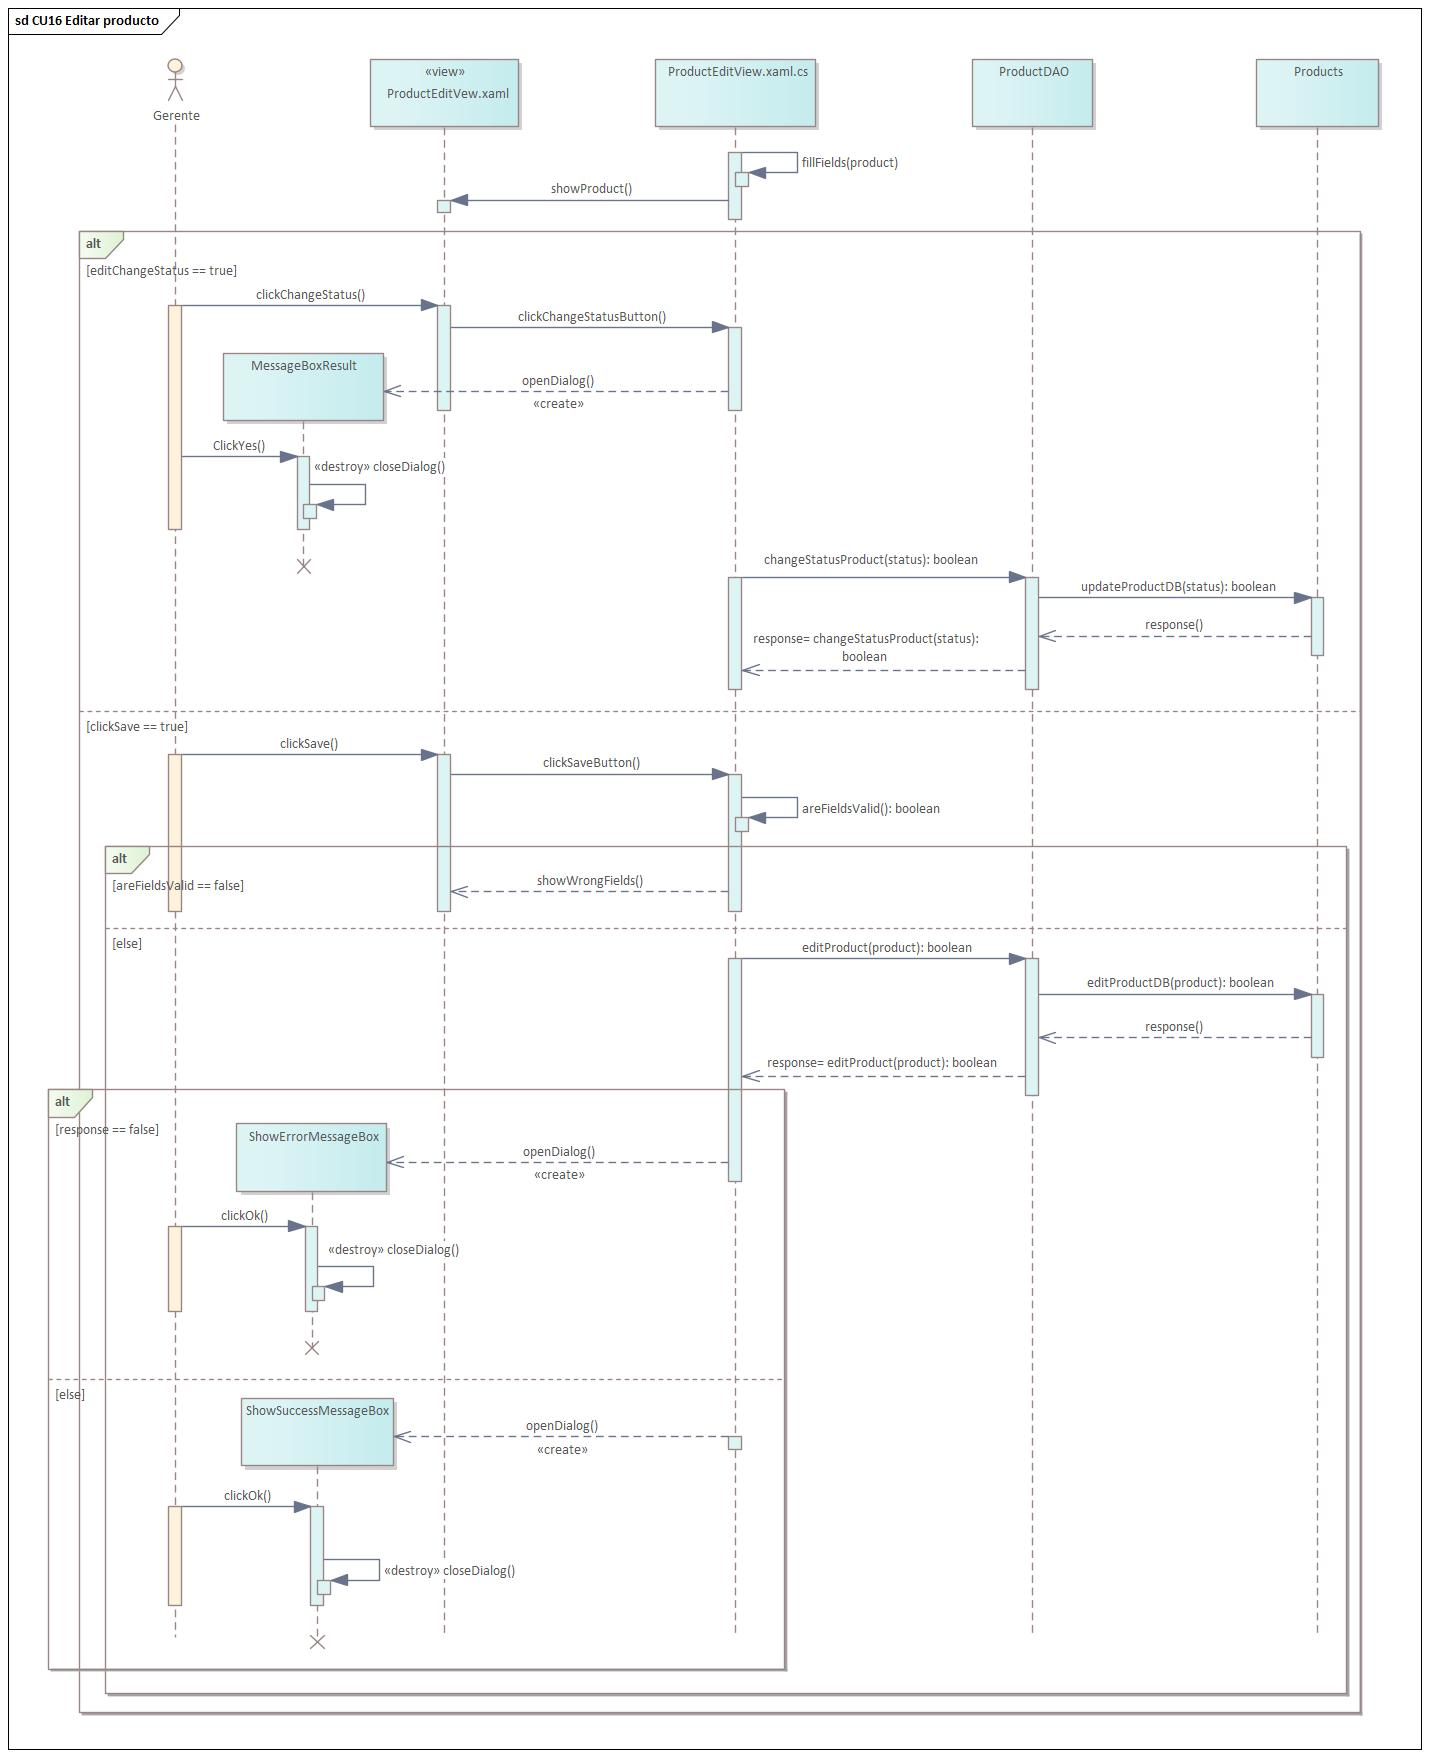 sd CU16 Editar producto
Gerente
«view»
ProductEditVew.xaml
ProductEditView.xaml.cs
ProductDAO
Products
fillFields(product)
showProduct()
alt
[editChangeStatus == true]
clickChangeStatus()
clickChangeStatusButton()
MessageBoxResult
openDialog()
«create»
ClickYes()
«destroy» closeDialog()
changeStatusProduct(status): boolean
updateProductDB(status): boolean
response()
response= changeStatusProduct(status):
boolean
[clickSave == true]
clickSave()
clickSaveButton()
areFieldsValid(): boolean
alt
[areFieldsValid == false]
showWrongFields()
[else]
editProduct(product): boolean
editProductDB(product): boolean
response()
response= editProduct(product): boolean
alt
[response == false]
ShowErrorMessageBox
openDialog()
«create»
clickOk()
«destroy» closeDialog()
[else]
ShowSuccessMessageBox
openDialog()
«create»
clickOk()
«destroy» closeDialog()